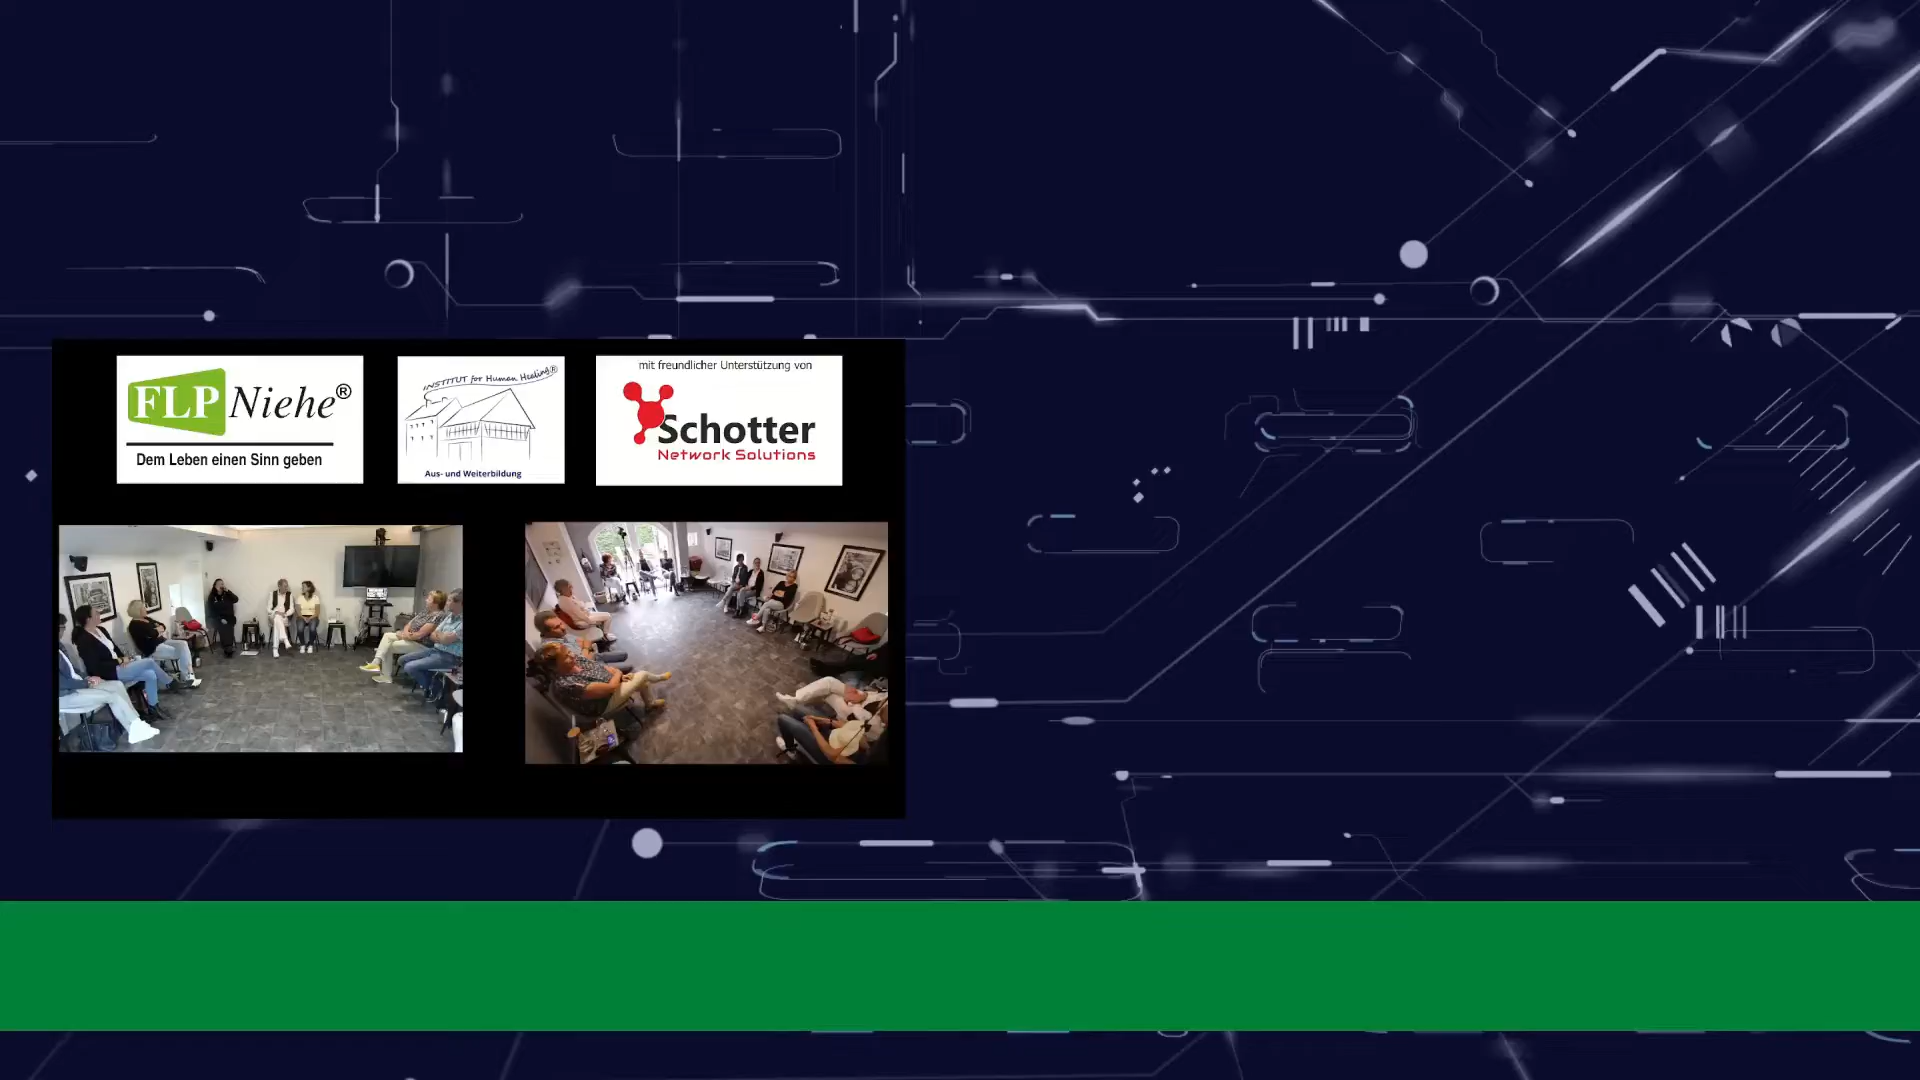 FLP Niehe®
Dem Leben einen Sinn geben
INSTITUT for Human Healing®
Aus- und Weiterbildung
mit freundlicher Unterstützung von
Schotter
Network Solutions